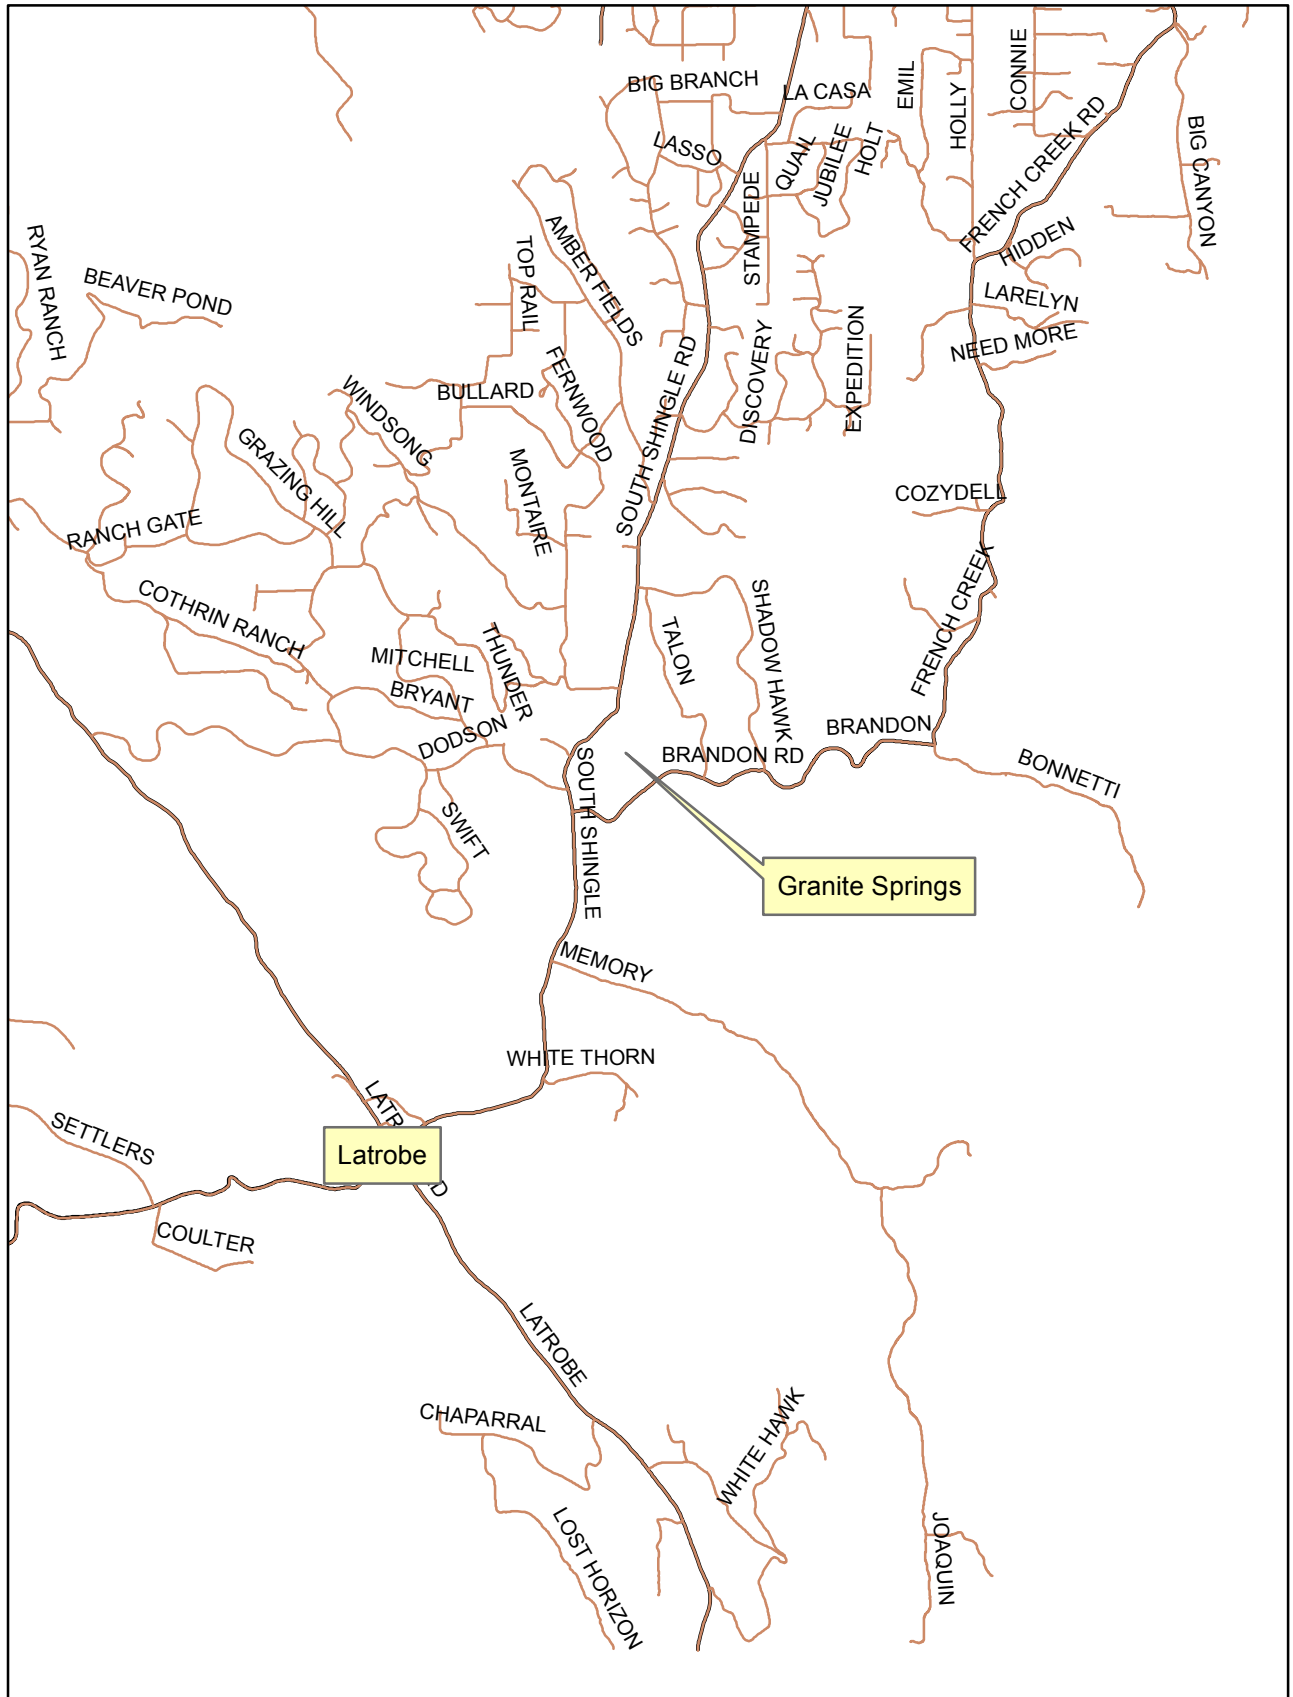 BIG BRANCH
LA CASA
EMIL
HOLLY
CONNIE
FRENCH CREEK RD
BIG CANYON
LASSO
QUAIL
JUBILEE
HOLT
STAMPEDE
HIDDEN
RYAN RANCH
BEAVER POND
TOP RAIL
AMBER FIELDS
LARELYN
NEED MORE
DISCOVERY
EXPEDITION
SOUTH SHINGLE RD
FERNWOOD
BULLARD
WINDSONG
GRAZING HILL
MONTAIRE
RANCH GATE
COZYDELL
FRENCH CREEK
COTHRIN RANCH
MITCHELL
THUNDER
TALON
SHADOW HAWK
BRYANT
DODSON
BRANDON
BRANDON RD
BONNETTI
SOUTH SHINGLE
SWIFT
Granite Springs
MEMORY
WHITE THORN
LATR
D
Latrobe
SETTLERS
COULTER
LATROBE
CHAPARRAL
WHITE HAWK
LOST HORIZON
JOAQUIN